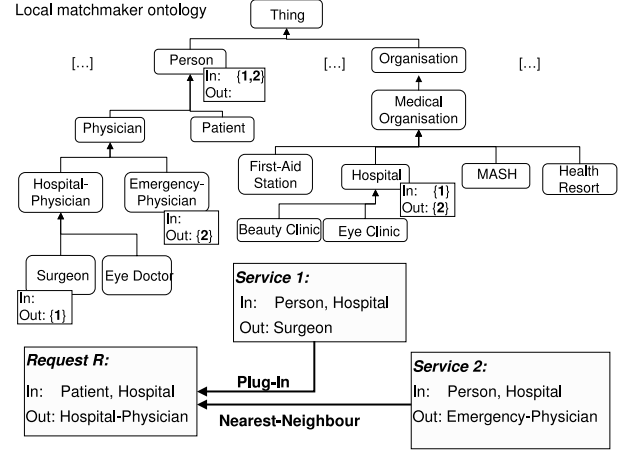 Local matchmaker ontology
Thing
[...]
Person
In: {1,2}
Out:
[...]
Organisation
[...]
Physician
Patient
Medical
Organisation
Hospital-
Physician
Emergency-
Physician
In:
Out: {2}
First-Aid
Station
Hospital
In: {1}
Out: {2}
MASH
Health
Resort
Beauty Clinic
Eye Clinic
Surgeon
In:
Out: {1}
Eye Doctor
Service 1:
In: Person, Hospital
Out: Surgeon
Request R:
In: Patient, Hospital
Out: Hospital-Physician
Plug-In
Nearest-Neighbour
Service 2:
In: Person, Hospital
Out: Emergency-Physician